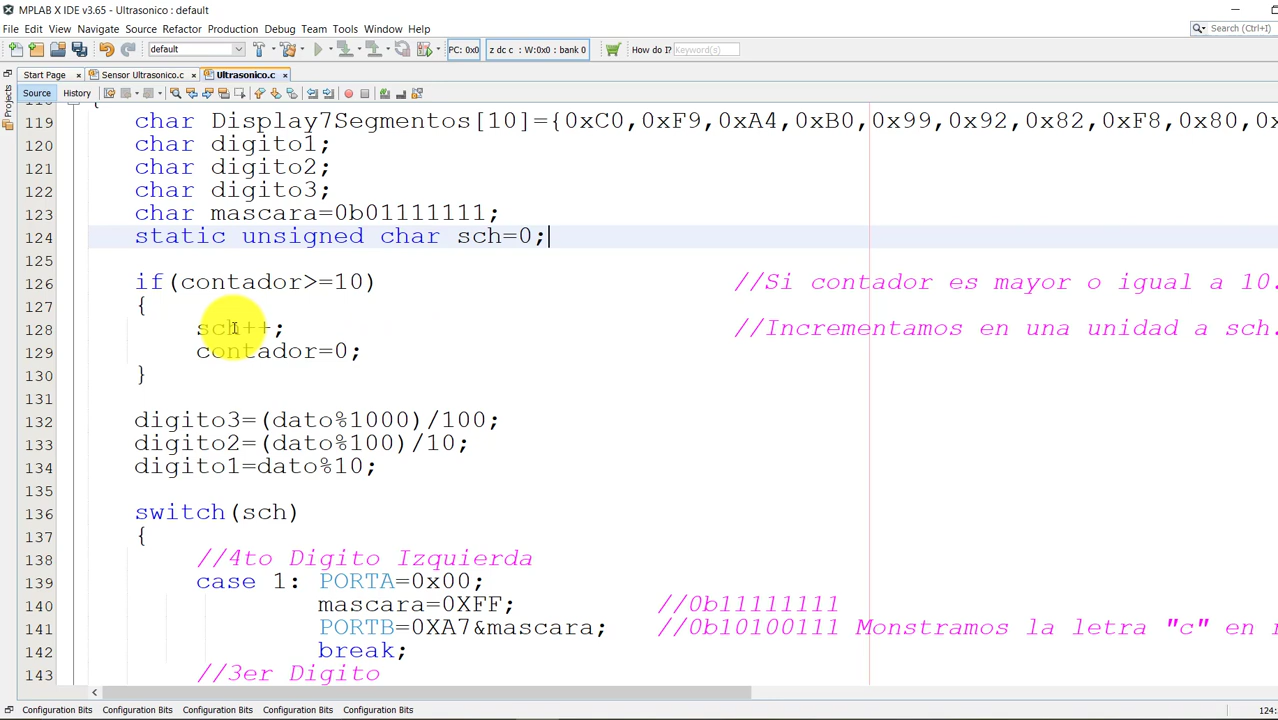 MPLAB X IDE v3.65 - Ultrasonico : default
File Edit View Navigate Source Refactor Production Debug Team Tools Window Help
Search (Ctrl+I)
default
PC: 0x0
z dc c : W:0x0 : bank 0
How do I?
Keyword(s)
Start Page
Sensor Ultrasonico.c
Ultrasonico.c
Source
History
Projects
119 char Display7Segmentos[10]={0xC0,0xF9,0xA4,0xB0,0x99,0x92,0x82,0xF8,0x80,0x
120 char digito1;
121 char digito2;
122 char digito3;
123 char mascara=0b01111111;
124 static unsigned char sch=0;
125
126 if(contador>=10) //Si contador es mayor o igual a 10.
127 {
128 sch++; //Incrementamos en una unidad a sch.
129 contador=0;
130 }
131
132 digito3=(dato%1000)/100;
133 digito2=(dato%100)/10;
134 digito1=dato%10;
135
136 switch(sch)
137 {
138 //4to Digito Izquierda
139 case 1: PORTA=0x00;
140 mascara=0XFF; //0b11111111
141 PORTB=0XA7&mascara; //0b10100111 Monstramos la letra "c" en
142 break;
143 //3er Digito
Configuration Bits Configuration Bits Configuration Bits Configuration Bits Configuration Bits
124: